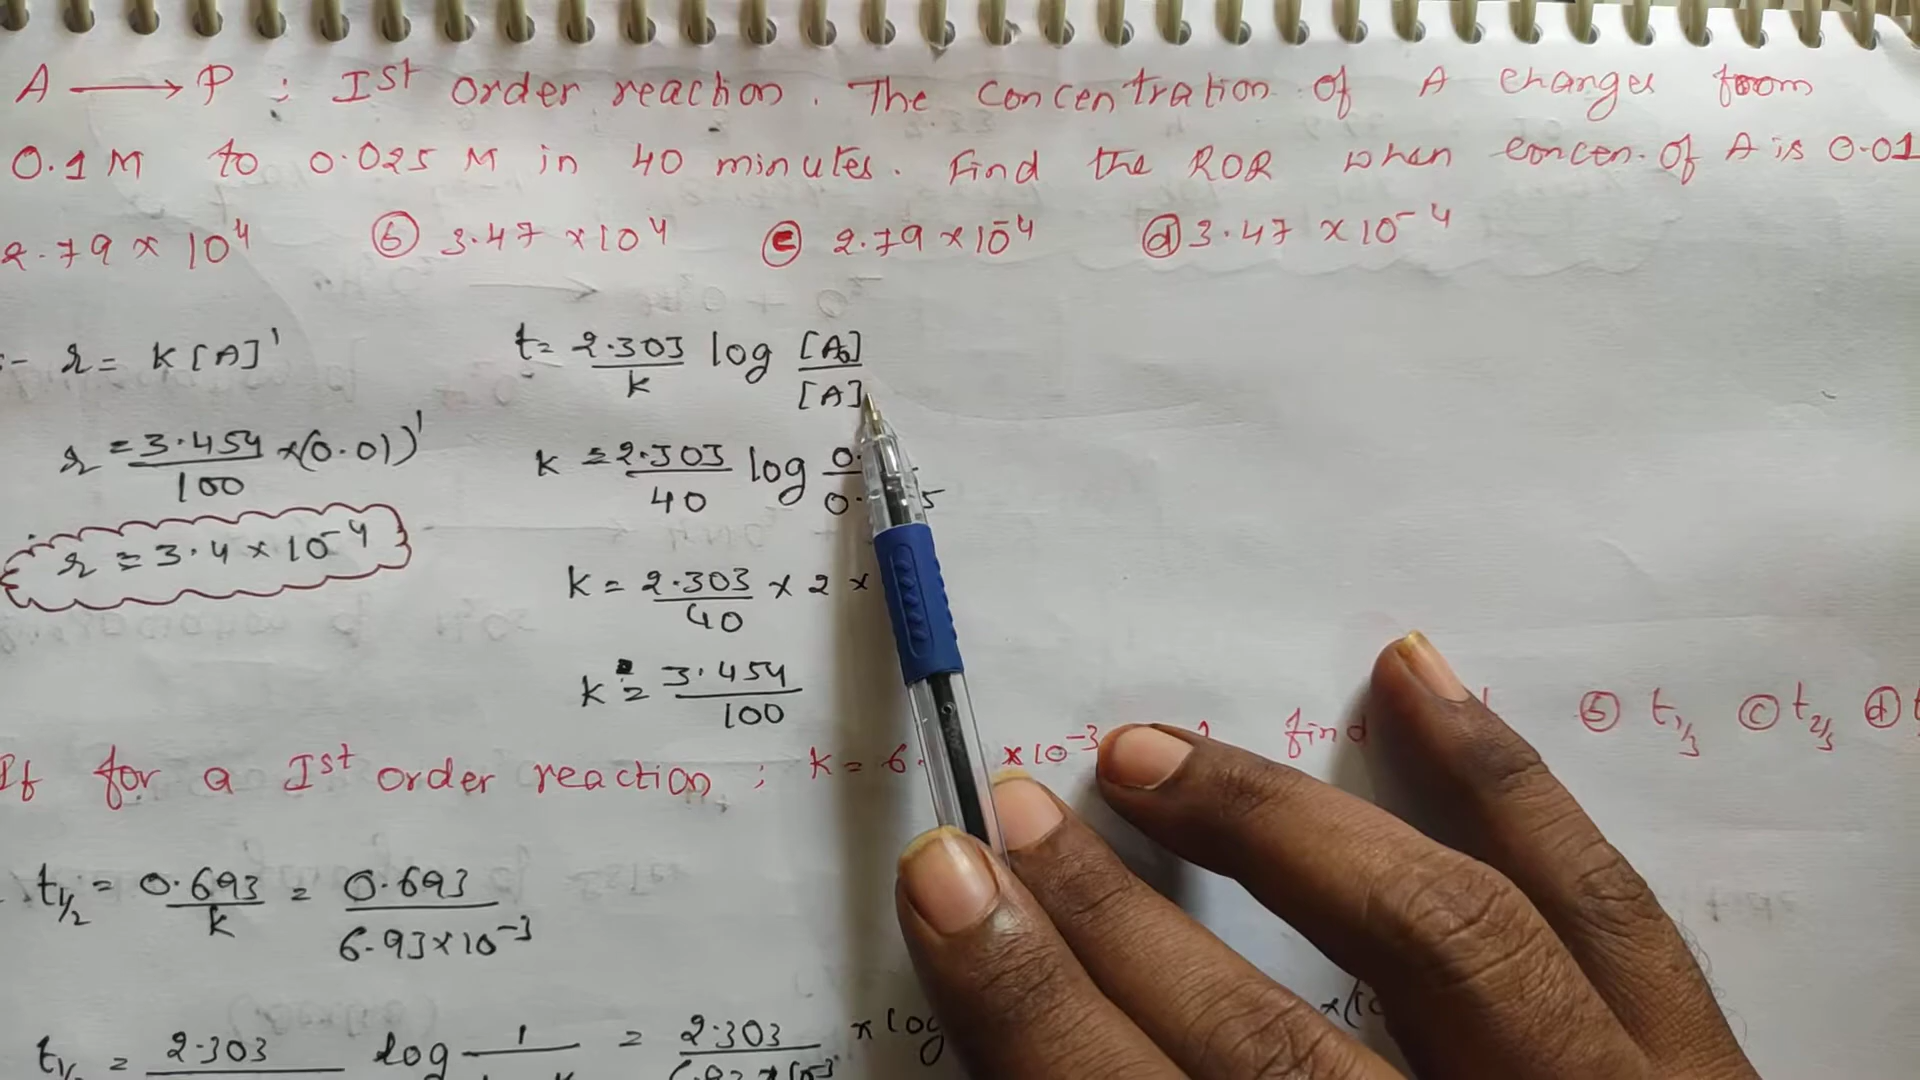 A → P : Ist order reaction. The concentration of A changes from
0.1 M to 0.025 M in 40 minutes. Find the ROR when concen. of A is 0.01
2.79 × 10^4 ⓑ 3.47 × 10^4 ⓒ 2.79 × 10^-4 ⓓ 3.47 × 10^-4
:- r = K [A]^1
r = 3.454/100 × (0.01)^1
r = 3.4 × 10^-4
t = 2.303/k log [A0]/[A]
K = 2.303/40 log
K = 2.303/40 × 2 ×
K = 3.454/100
If for a Ist order reaction ; K = 6. × 10^-3 find ⓑ t1/3 ⓒ t2/3 ⓓ
t1/2 = 0.693/k = 0.693/6.93×10^-3
= 2.303 log 1 = 2.303 × log